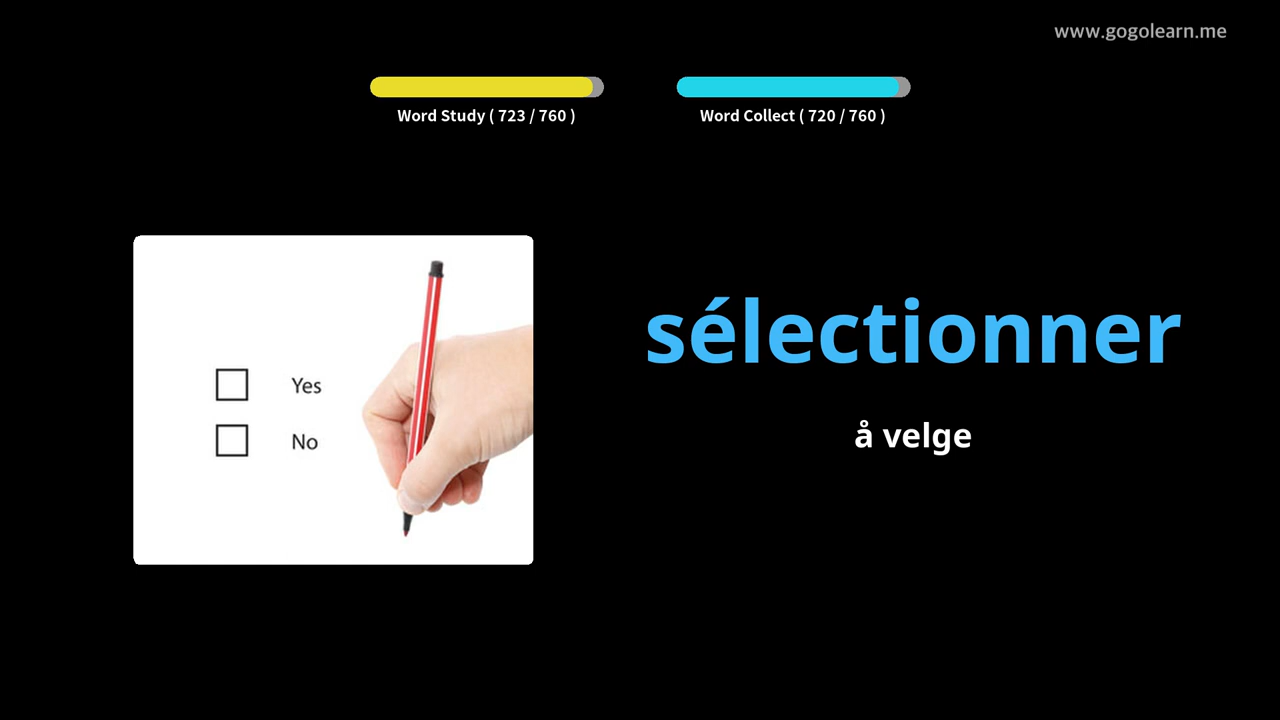 www.gogolearn.me
Word Study ( 723 / 760 )
Word Collect ( 720 / 760 )
sélectionner
å velge
Yes
No